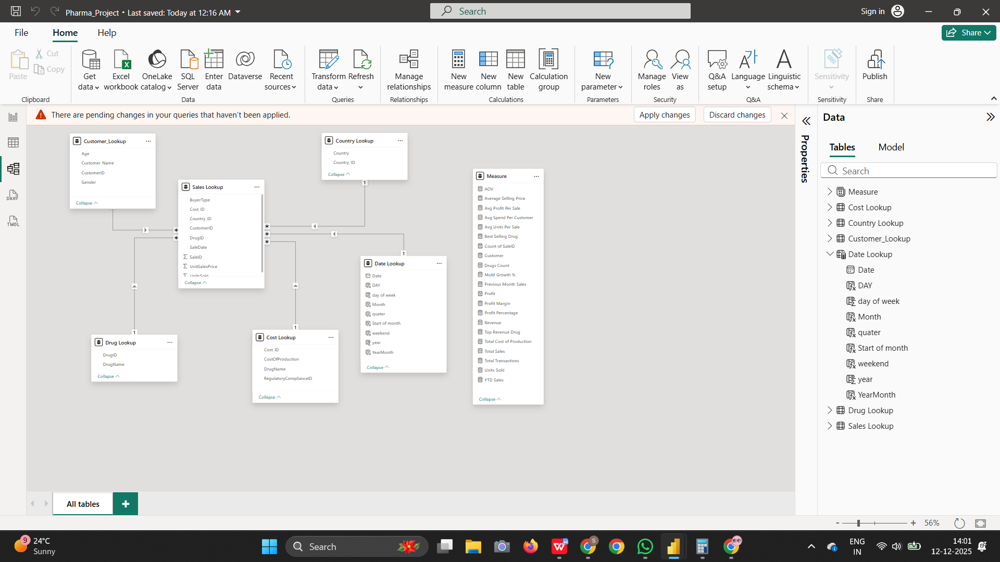 Pharma_Project • Last saved: Today at 12:16 AM
Search
Sign in
File
Home
Help
Share
Paste
Cut
Copy
Clipboard
Get data
Excel workbook
OneLake catalog
SQL Server
Enter data
Dataverse
Recent sources
Data
Transform data
Refresh
Queries
Manage relationships
Relationships
New measure
New column
New table
Calculation group
Calculations
New parameter
Parameters
Manage roles
View as
Security
Q&A setup
Language
Linguistic schema
Q&A
Sensitivity
Sensitivity
Publish
Share
There are pending changes in your queries that haven't been applied.
Apply changes
Discard changes
DAX
TMDL
Customer_Lookup
Age
Customer_Name
CustomerID
Gender
Collapse
Country Lookup
Country
Country_ID
Collapse
1
Sales Lookup
BuyerType
Cost_ID
Country_ID
CustomerID
DrugID
SaleDate
SaleID
UnitSalesPrice
UnitsSold
Collapse
*
*
*
*
*
Drug Lookup
DrugID
DrugName
Collapse
1
Cost Lookup
Cost_ID
CostOfProduction
DrugName
RegulatoryComplianceID
Collapse
1
Date Lookup
Date
DAY
day of week
Month
quater
Start of month
weekend
year
YearMonth
Collapse
1
Measure
AOV
Average Selling Price
Avg Profit Per Sale
Avg Spend Per Customer
Avg Units Per Sale
Best Selling Drug
Count of SaleID
Customer
Drugs Count
MoM Growth %
Previous Month Sales
Profit
Profit Margin
Profit Percentage
Revenue
Top Revenue Drug
Total Cost of Production
Total Sales
Total Transactions
Units Sold
YTD Sales
Collapse
Properties
Data
Tables
Model
Search
Measure
Cost Lookup
Country Lookup
Customer_Lookup
Date Lookup
Date
DAY
day of week
Month
quater
Start of month
weekend
year
YearMonth
Drug Lookup
Sales Lookup
All tables
+
-
+
56%
9
24°C
Sunny
Search
W
S
ENG
IN
14:01
12-12-2025